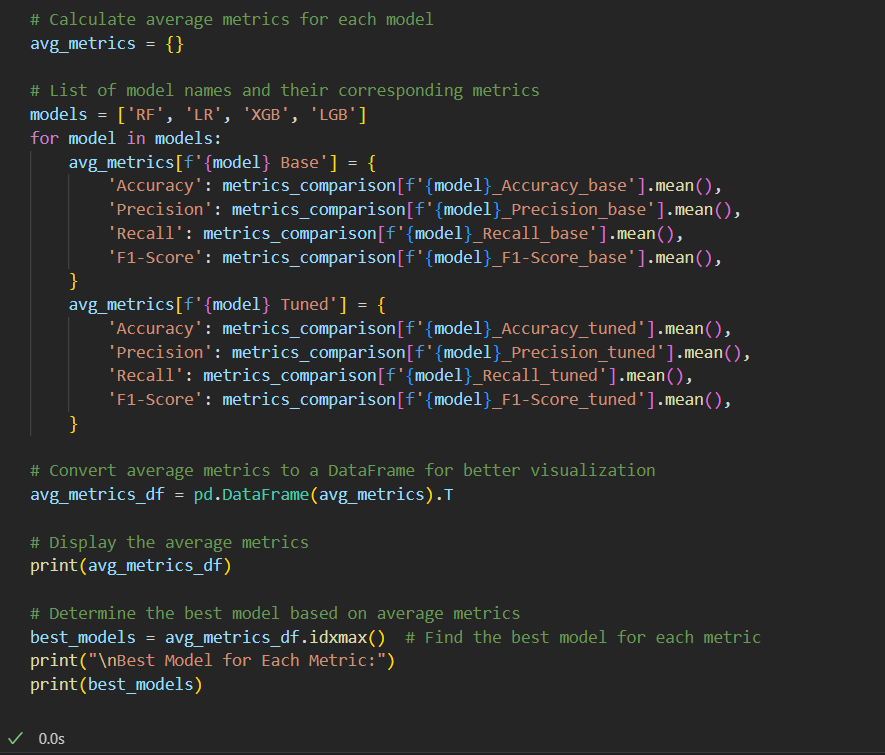 # Calculate average metrics for each model
avg_metrics = {}
# List of model names and their corresponding metrics
models = ['RF', 'LR', 'XGB', 'LGB']
for model in models:
    avg_metrics[f'{model} Base'] = {
        'Accuracy': metrics_comparison[f'{model}_Accuracy_base'].mean(),
        'Precision': metrics_comparison[f'{model}_Precision_base'].mean(),
        'Recall': metrics_comparison[f'{model}_Recall_base'].mean(),
        'F1-Score': metrics_comparison[f'{model}_F1-Score_base'].mean(),
    }
    avg_metrics[f'{model} Tuned'] = {
        'Accuracy': metrics_comparison[f'{model}_Accuracy_tuned'].mean(),
        'Precision': metrics_comparison[f'{model}_Precision_tuned'].mean(),
        'Recall': metrics_comparison[f'{model}_Recall_tuned'].mean(),
        'F1-Score': metrics_comparison[f'{model}_F1-Score_tuned'].mean(),
    }
# Convert average metrics to a DataFrame for better visualization
avg_metrics_df = pd.DataFrame(avg_metrics).T
# Display the average metrics
print(avg_metrics_df)
# Determine the best model based on average metrics
best_models = avg_metrics_df.idxmax()  # Find the best model for each metric
print("\nBest Model for Each Metric:")
print(best_models)
0.0s